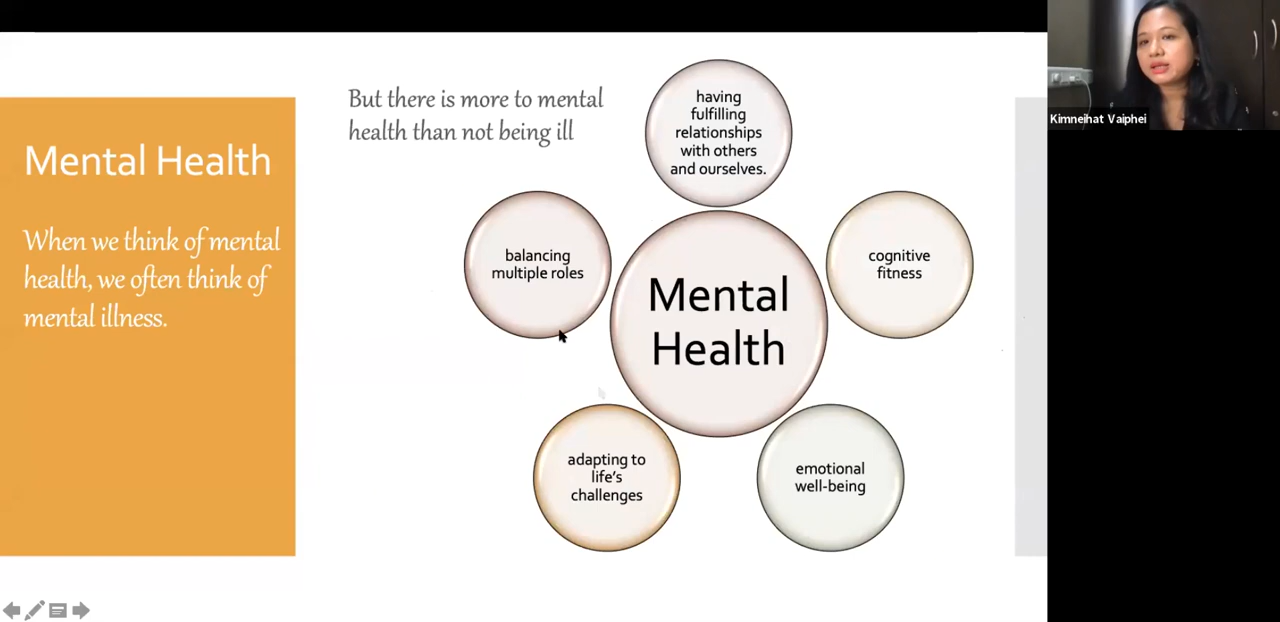 Mental Health
When we think of mental
health, we often think of
mental illness.
But there is more to mental
health than not being ill
having
fulfilling
relationships
with others
and ourselves.
balancing
multiple roles
cognitive
fitness
Mental
Health
adapting to
life's
challenges
emotional
well-being
Kimneihat Vaiphei